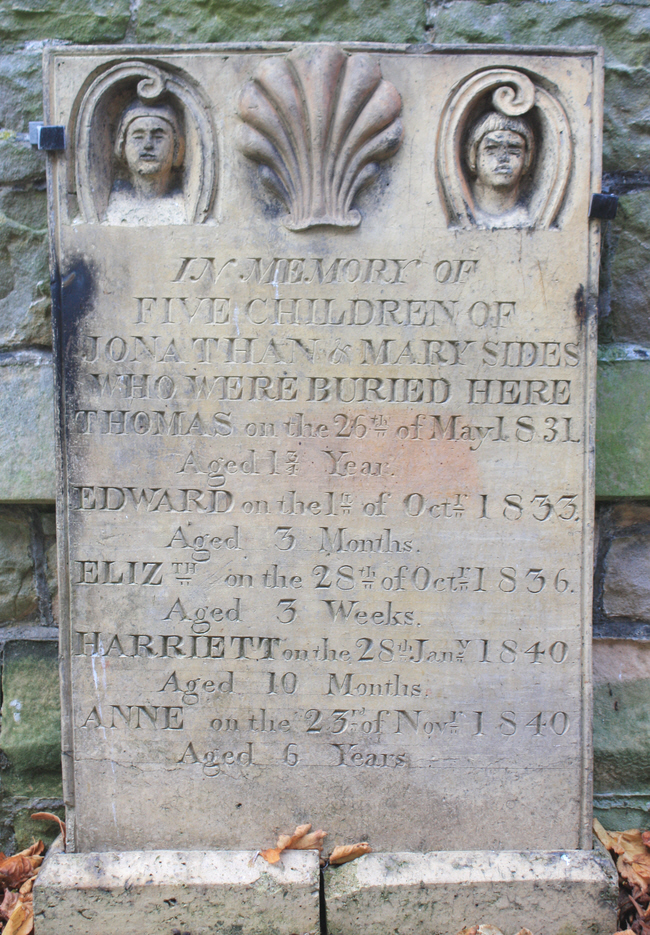 IN MEMORY OF
FIVE CHILDREN OF
JONATHAN & MARY SIDES
WHO WERE BURIED HERE
THOMAS on the 26th of May 1831.
Aged 1¾ Year.
EDWARD on the 1st of Octr 1833.
Aged 3 Months.
ELIZTH on the 28th of Octr 1836.
Aged 3 Weeks.
HARRIETT on the 28th Jany 1840
Aged 10 Months.
ANNE on the 23rd of Novr 1840
Aged 6 Years